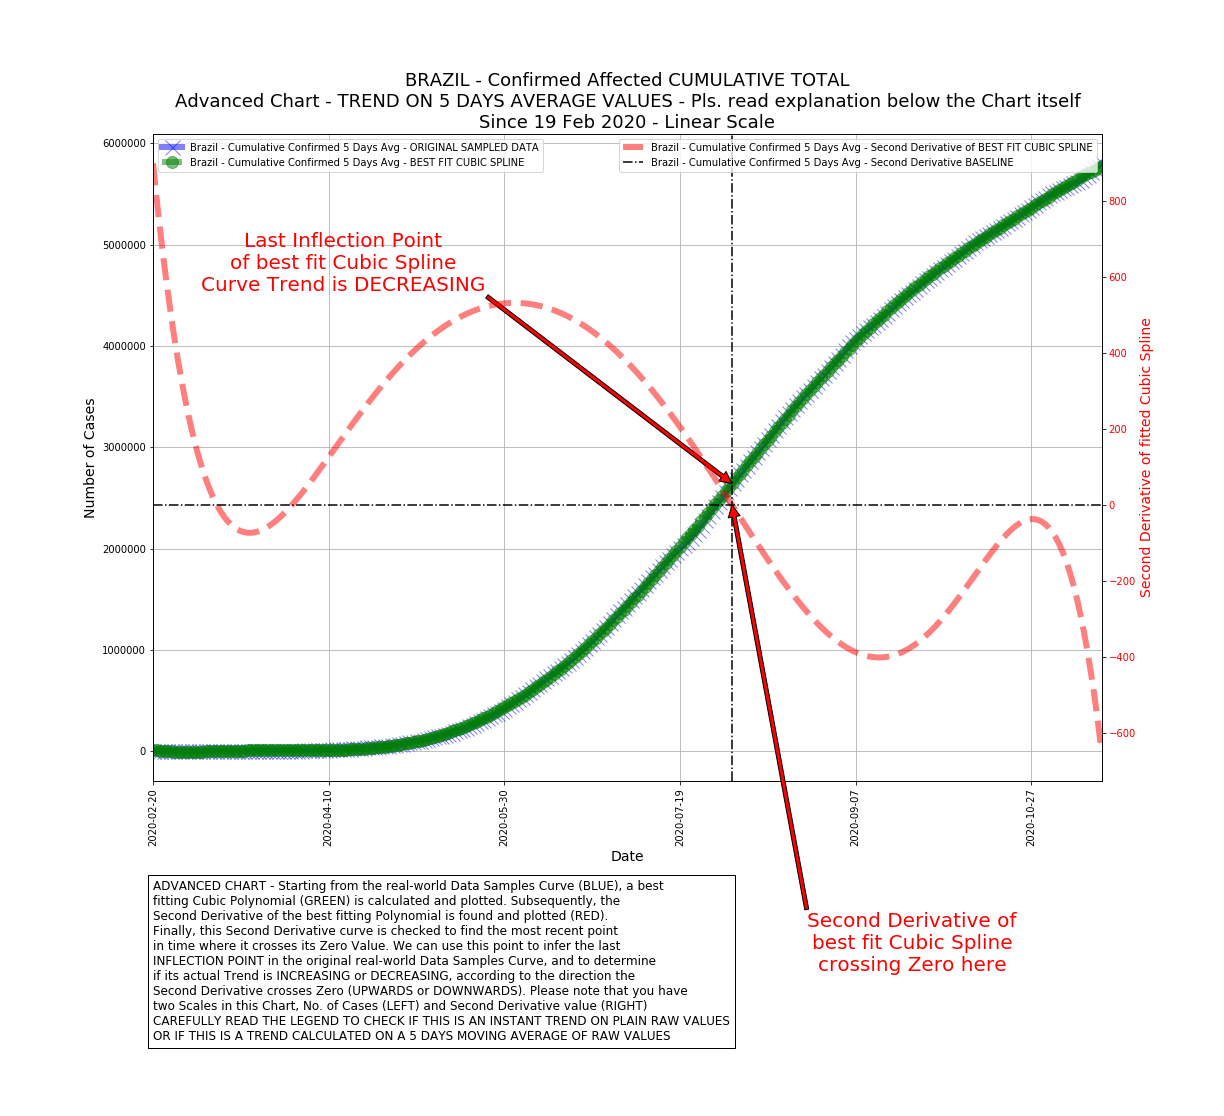 BRAZIL - Confirmed Affected CUMULATIVE TOTAL
Advanced Chart - TREND ON 5 DAYS AVERAGE VALUES - Pls. read explanation below the Chart itself
Since 19 Feb 2020 - Linear Scale
Brazil - Cumulative Confirmed 5 Days Avg - ORIGINAL SAMPLED DATA
Brazil - Cumulative Confirmed 5 Days Avg - BEST FIT CUBIC SPLINE
Brazil - Cumulative Confirmed 5 Days Avg - Second Derivative of BEST FIT CUBIC SPLINE
Brazil - Cumulative Confirmed 5 Days Avg - Second Derivative BASELINE
Last Inflection Point
of best fit Cubic Spline
Curve Trend is DECREASING
Number of Cases
6000000
5000000
4000000
3000000
2000000
1000000
0
800
600
400
200
0
−200
−400
−600
Second Derivative of fitted Cubic Spline
2020-02-20
2020-04-10
2020-05-30
2020-07-19
2020-09-07
2020-10-27
Date
Second Derivative of
best fit Cubic Spline
crossing Zero here
ADVANCED CHART - Starting from the real-world Data Samples Curve (BLUE), a best
fitting Cubic Polynomial (GREEN) is calculated and plotted. Subsequently, the
Second Derivative of the best fitting Polynomial is found and plotted (RED).
Finally, this Second Derivative curve is checked to find the most recent point
in time where it crosses its Zero Value. We can use this point to infer the last
INFLECTION POINT in the original real-world Data Samples Curve, and to determine
if its actual Trend is INCREASING or DECREASING, according to the direction the
Second Derivative crosses Zero (UPWARDS or DOWNWARDS). Please note that you have
two Scales in this Chart, No. of Cases (LEFT) and Second Derivative value (RIGHT)
CAREFULLY READ THE LEGEND TO CHECK IF THIS IS AN INSTANT TREND ON PLAIN RAW VALUES
OR IF THIS IS A TREND CALCULATED ON A 5 DAYS MOVING AVERAGE OF RAW VALUES